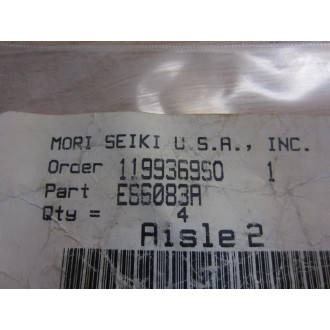 MORI SEIKI U.S.A., INC.
Order 119936950 1
Part ES6083A
Qty = 4
Aisle 2